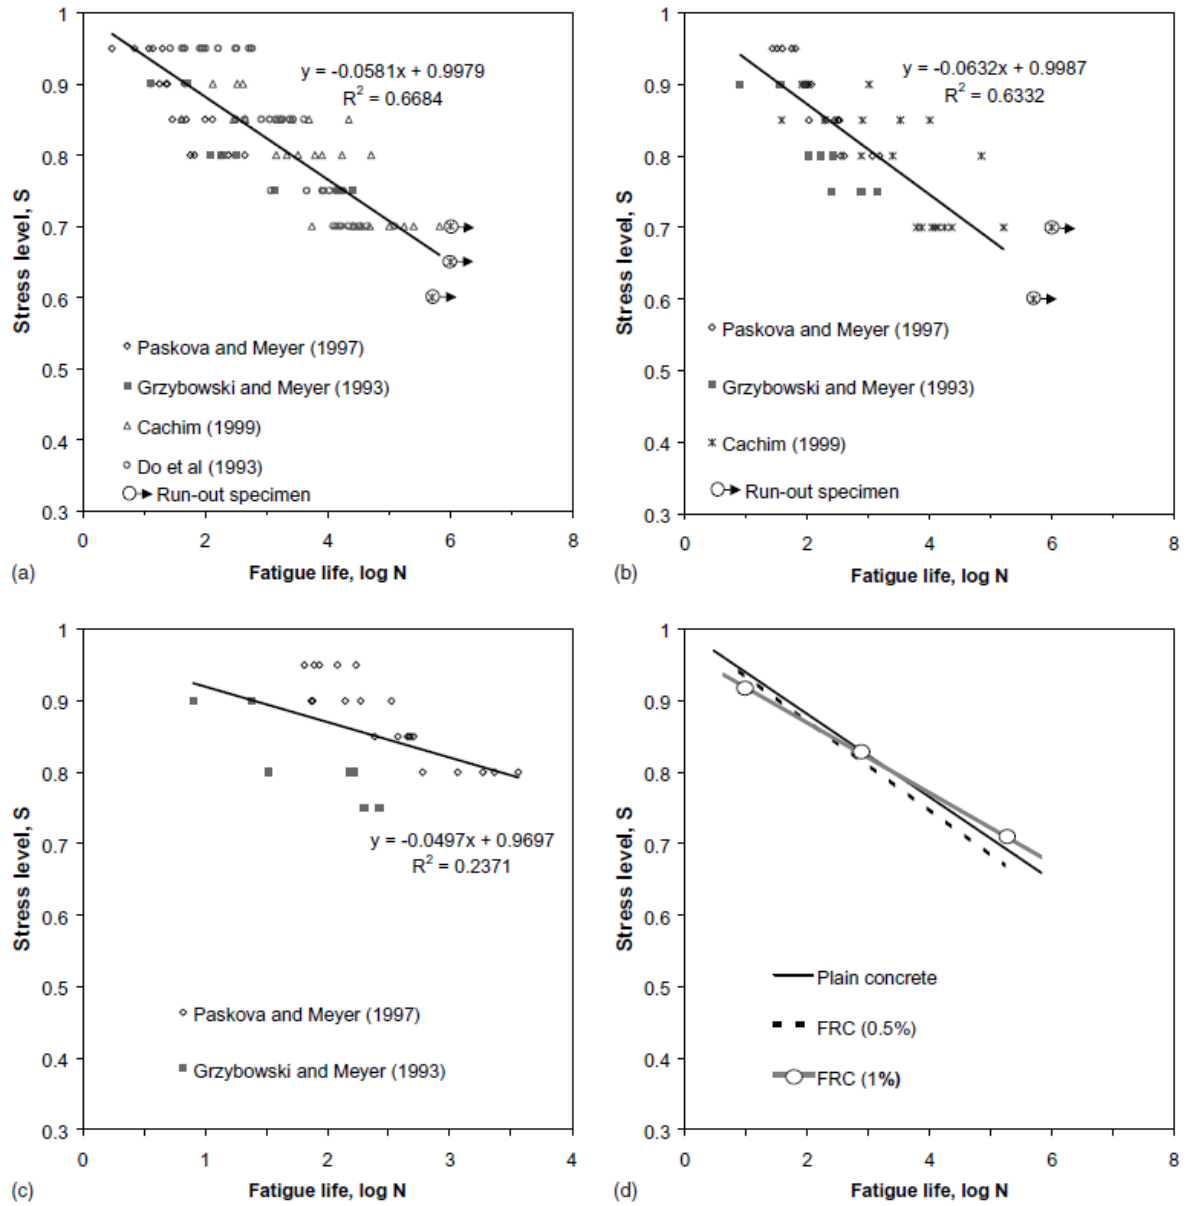 1
0.9
0.8
0.7
0.6
0.5
0.4
0.3
0 2 4 6 8
Stress level, S
Fatigue life, log N
y = -0.0581x + 0.9979
R² = 0.6684
Paskova and Meyer (1997)
Grzybowski and Meyer (1993)
Cachim (1999)
Do et al (1993)
Run-out specimen
(a)
1
0.9
0.8
0.7
0.6
0.5
0.4
0.3
0 2 4 6 8
Stress level, S
Fatigue life, log N
y = -0.0632x + 0.9987
R² = 0.6332
Paskova and Meyer (1997)
Grzybowski and Meyer (1993)
Cachim (1999)
Run-out specimen
(b)
1
0.9
0.8
0.7
0.6
0.5
0.4
0.3
0 1 2 3 4
Stress level, S
Fatigue life, log N
y = -0.0497x + 0.9697
R² = 0.2371
Paskova and Meyer (1997)
Grzybowski and Meyer (1993)
(c)
1
0.9
0.8
0.7
0.6
0.5
0.4
0.3
0 2 4 6 8
Stress level, S
Fatigue life, log N
Plain concrete
FRC (0.5%)
FRC (1%)
(d)